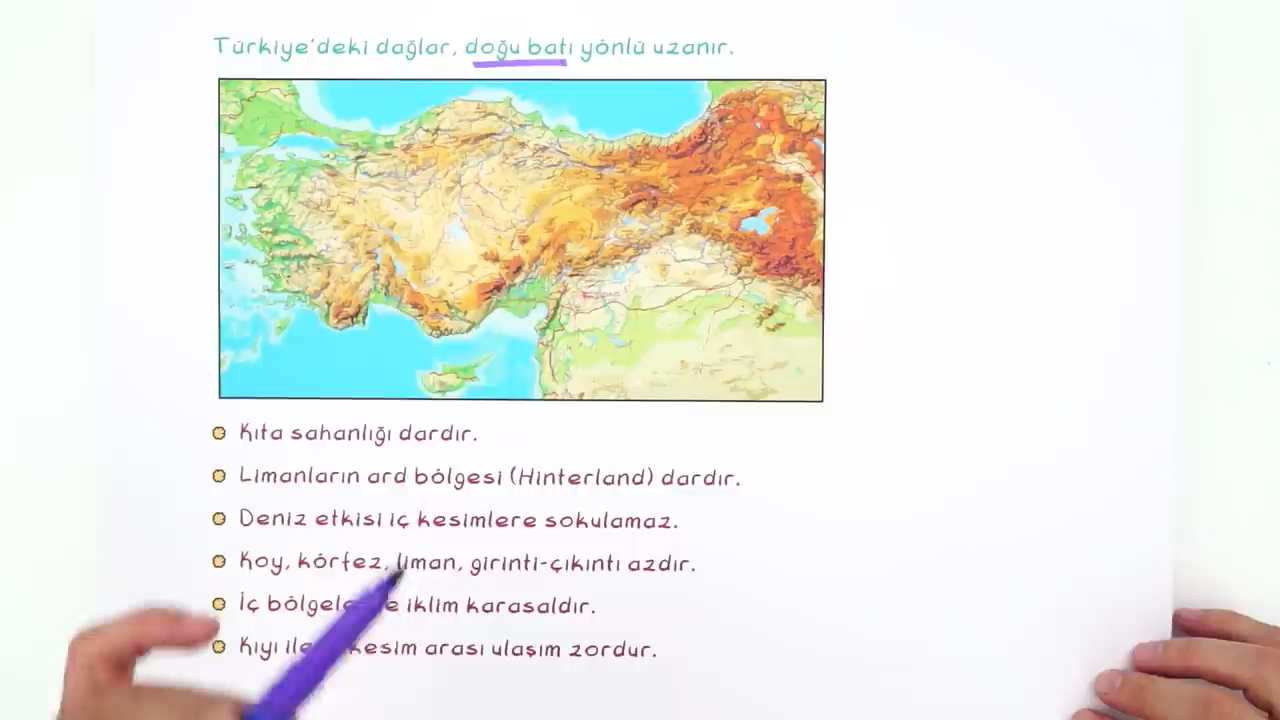 Türkiye'deki dağlar, doğu batı yönlü uzanır.
Kıta sahanlığı dardır.
Limanların ard bölgesi (Hinterland) dardır.
Deniz etkisi iç kesimlere sokulamaz.
Koy, körfez, liman, girinti-çıkıntı azdır.
İç iklim karasaldır.
Kıyı arası ulaşım zordur.